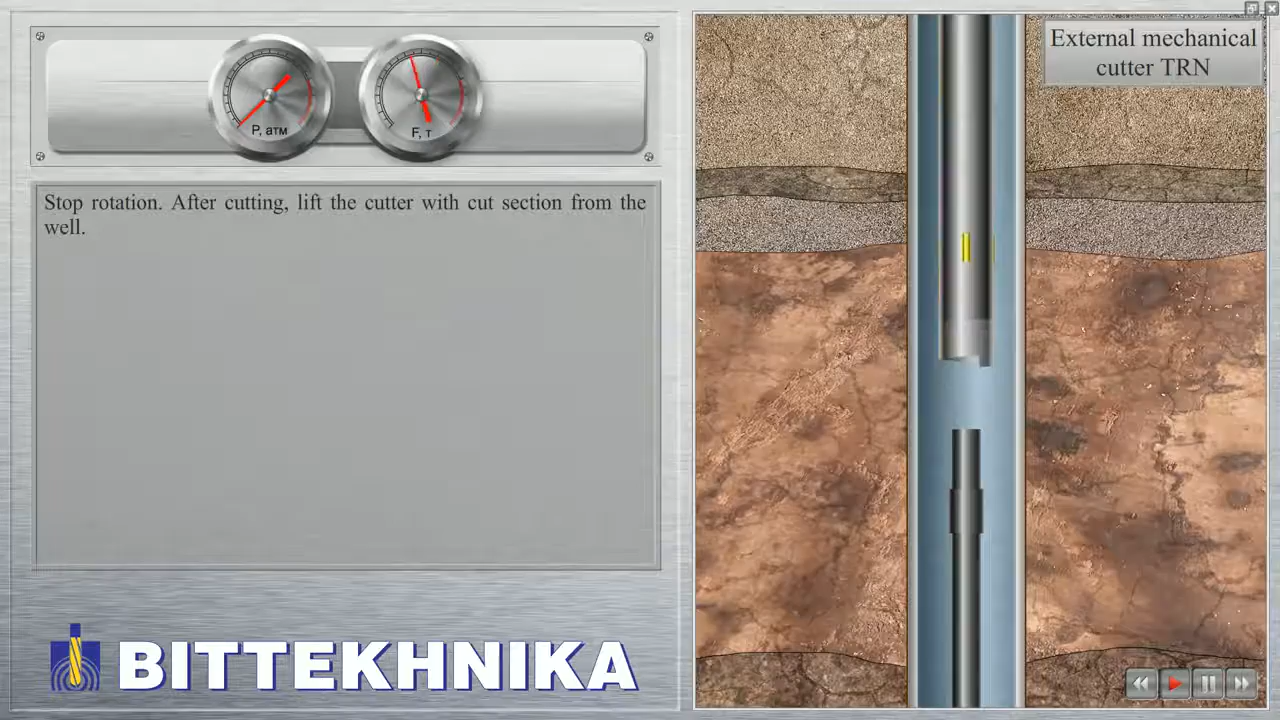 P, атм
F, т
Stop rotation. After cutting, lift the cutter with cut section from the
well.
External mechanical
cutter TRN
BITTEKHNIKA